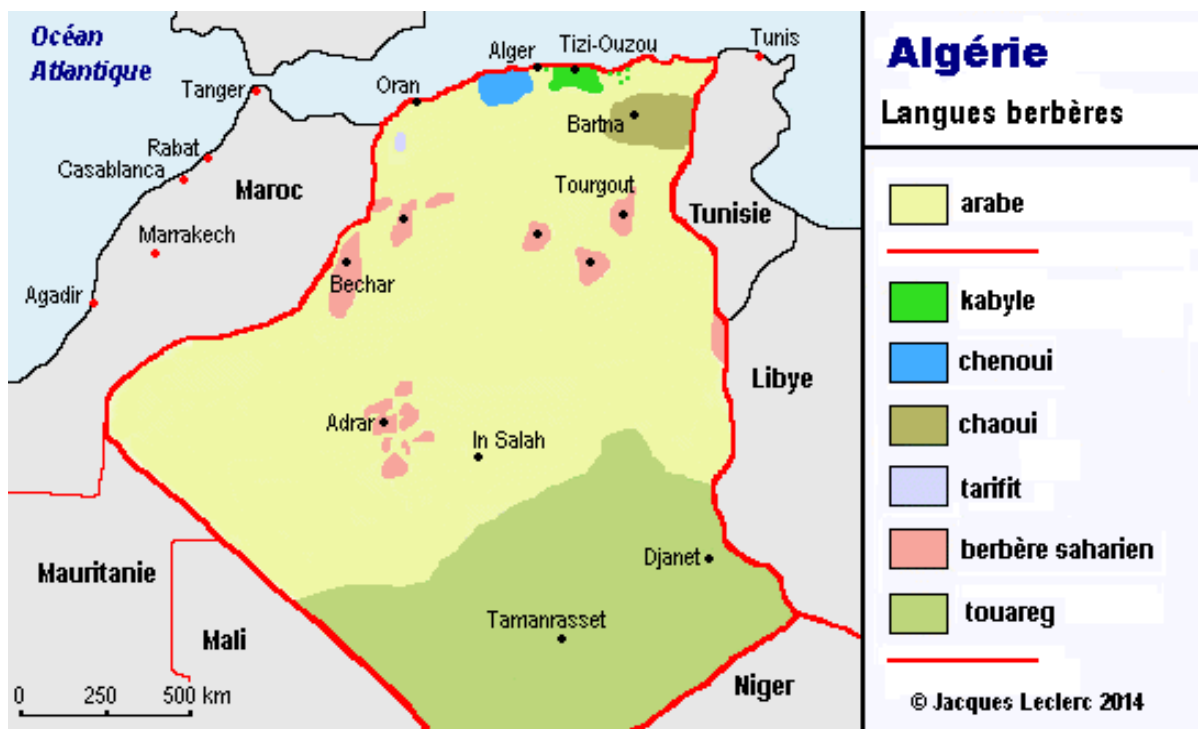 Océan
Atlantique
Alger
Tizi-Ouzou
Tunis
Tanger
Oran
Bartna
Rabat
Casablanca
Maroc
Tourgout
Tunisie
Marrakech
Bechar
Agadir
Libye
Adrar
In Salah
Mauritanie
Djanet
Tamanrasset
Mali
Niger
0 250 500 km
Algérie
Langues berbères
arabe
kabyle
chenoui
chaoui
tarifit
berbère saharien
touareg
© Jacques Leclerc 2014